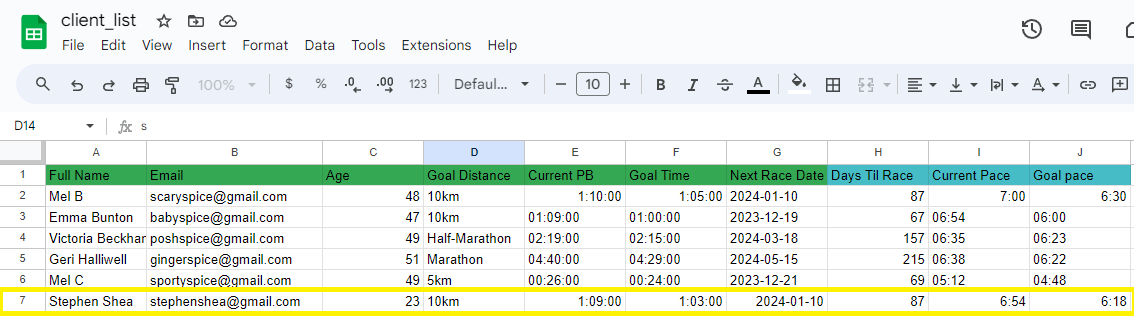 client_list
File Edit View Insert Format Data Tools Extensions Help
100% $ % .0 .00 123 Defaul... 10 B I S A A
D14 fx s
A B C D E F G H I J
1 Full Name Email Age Goal Distance Current PB Goal Time Next Race Date Days Til Race Current Pace Goal pace
2 Mel B scaryspice@gmail.com 48 10km 1:10:00 1:05:00 2024-01-10 87 7:00 6:30
3 Emma Bunton babyspice@gmail.com 47 10km 01:09:00 01:00:00 2023-12-19 67 06:54 06:00
4 Victoria Beckhar poshspice@gmail.com 49 Half-Marathon 02:19:00 02:15:00 2024-03-18 157 06:35 06:23
5 Geri Halliwell gingerspice@gmail.com 51 Marathon 04:40:00 04:29:00 2024-05-15 215 06:38 06:22
6 Mel C sportyspice@gmail.com 49 5km 00:26:00 00:24:00 2023-12-21 69 05:12 04:48
7 Stephen Shea stephenshea@gmail.com 23 10km 1:09:00 1:03:00 2024-01-10 87 6:54 6:18